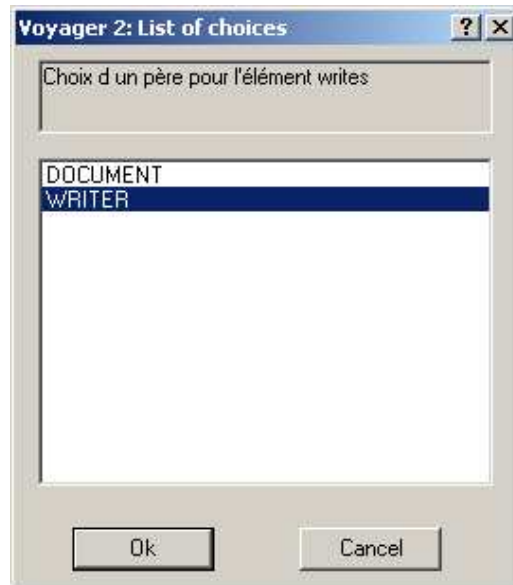 Voyager 2: List of choices
Choix d un père pour l'élément writes
DOCUMENT
WRITER
Ok
Cancel